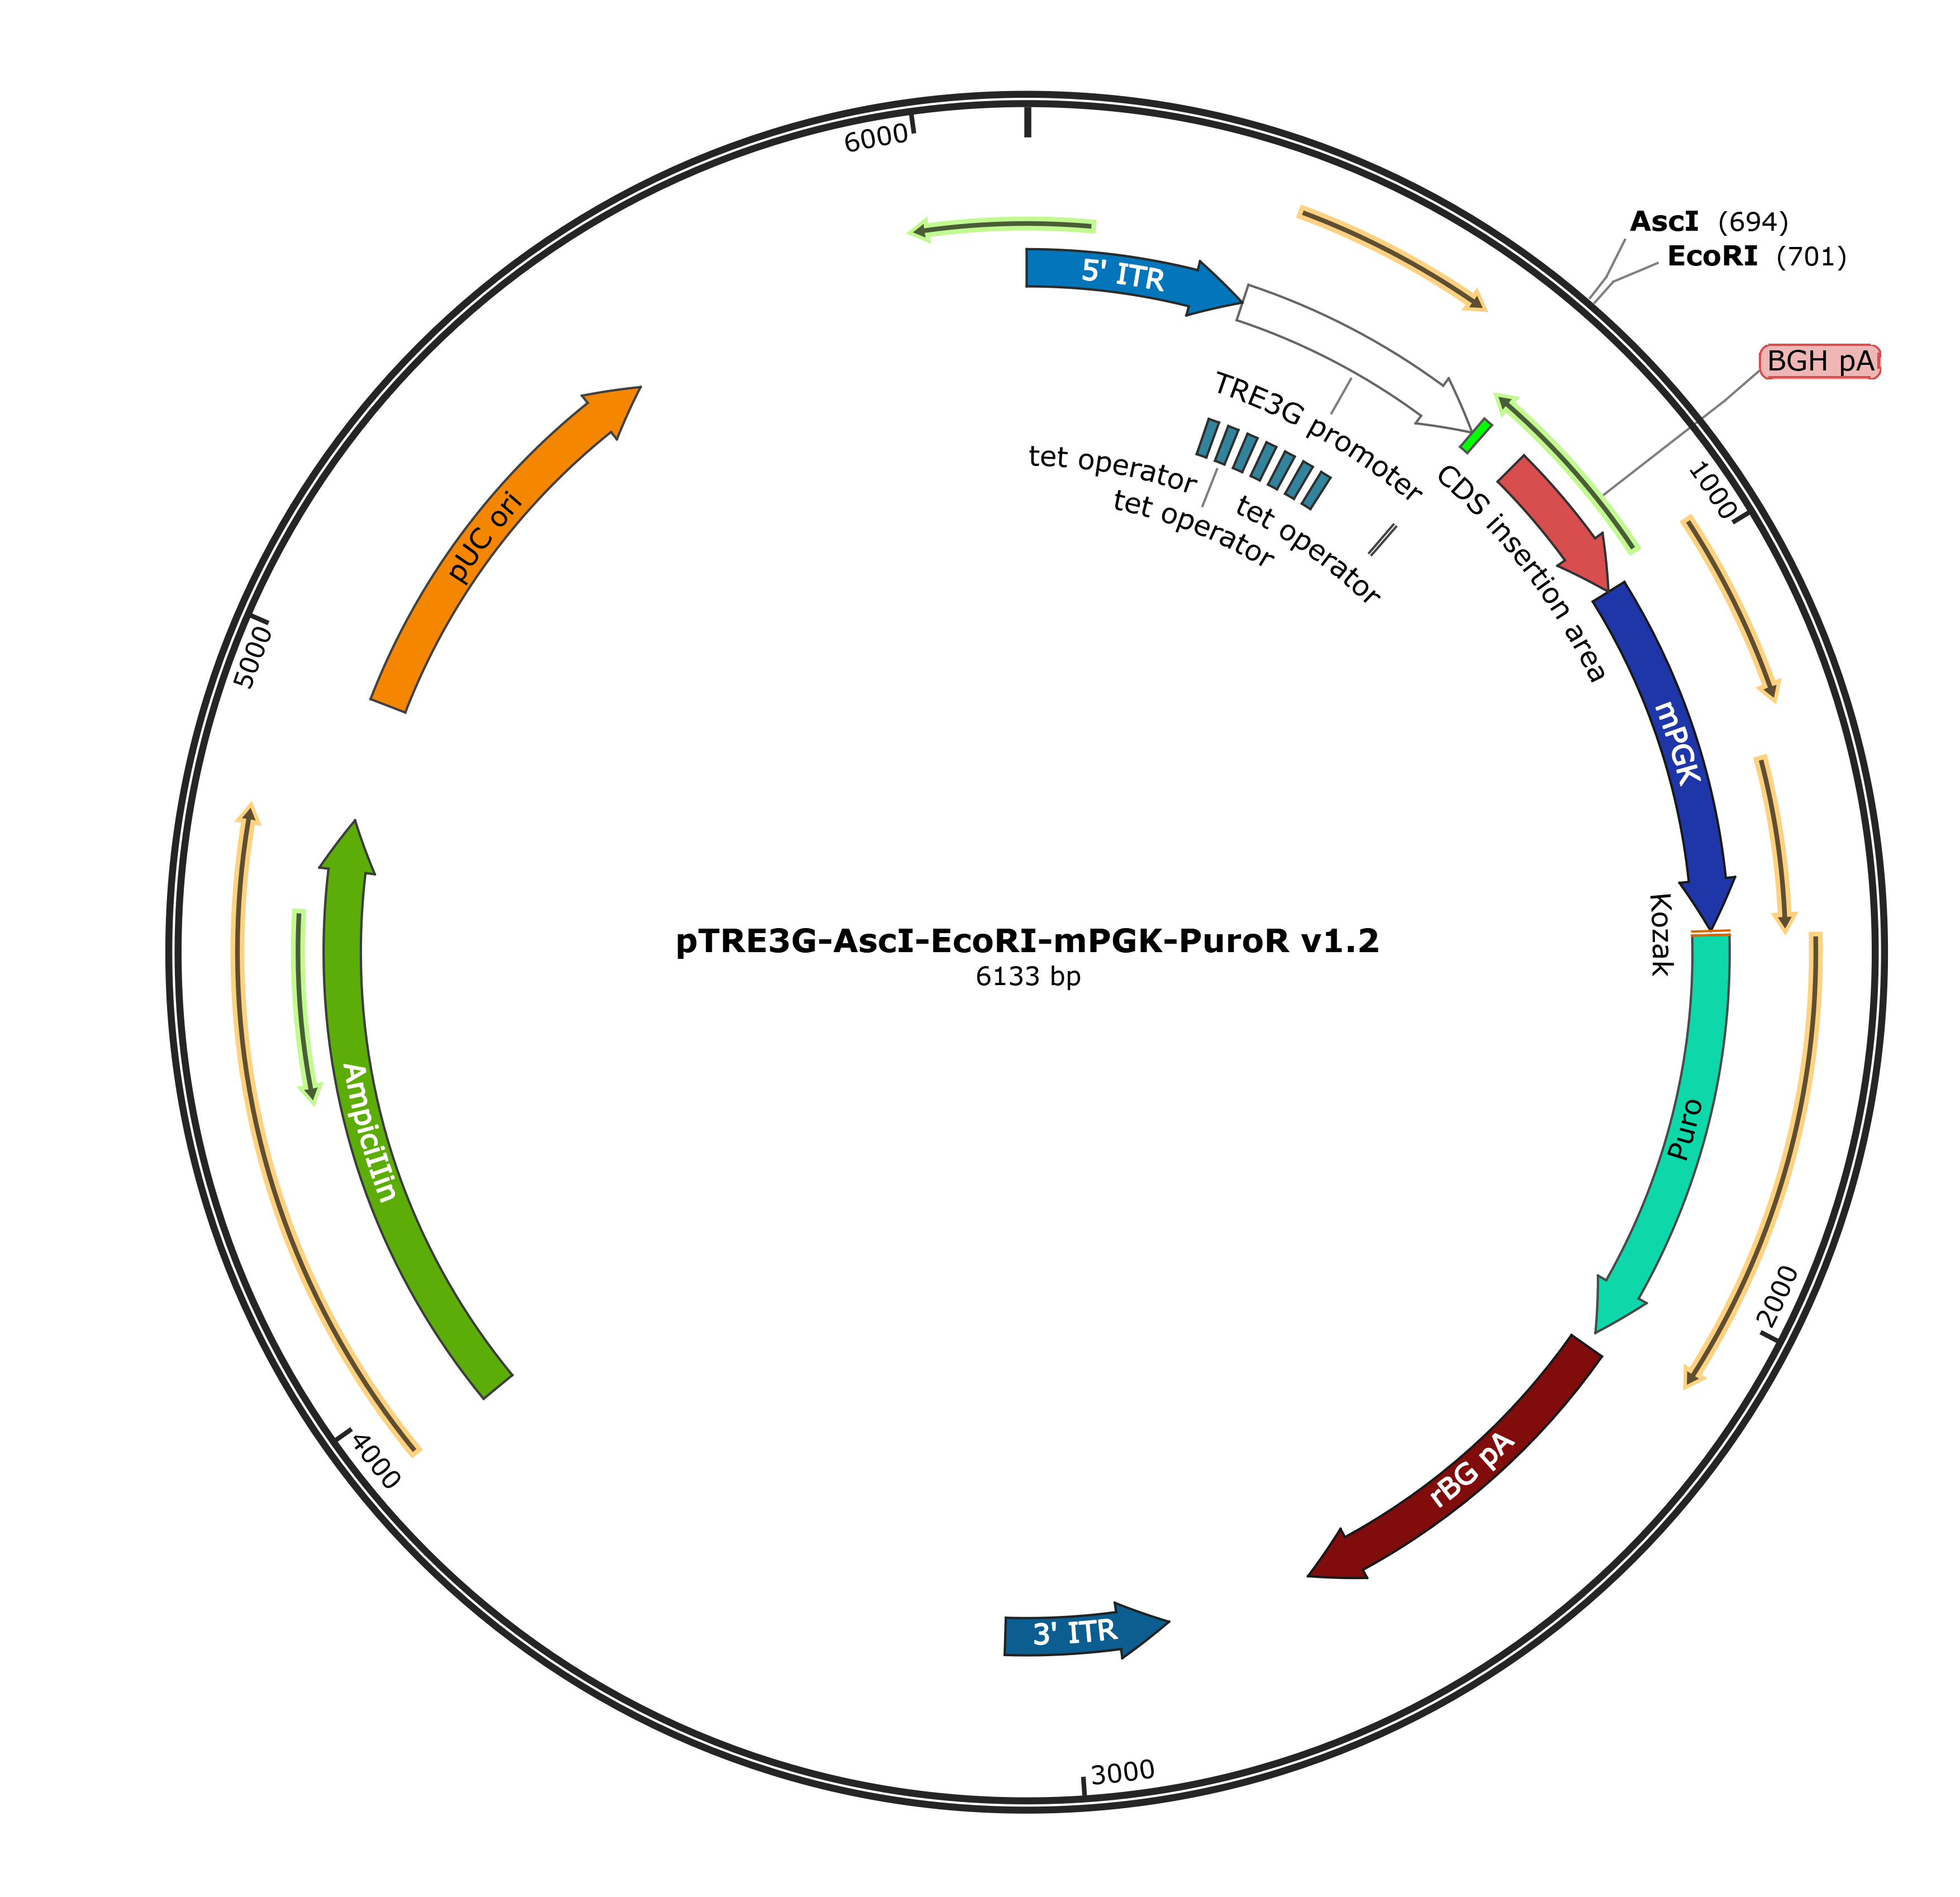 6000
AscI (694)
EcoRI (701)
BGH pA
5' ITR
TRE3G promoter
tet operator
tet operator
tet operator
CDS insertion area
1000
pUC ori
5000
mPGK
Kozak
pTRE3G-AscI-EcoRI-mPGK-PuroR v1.2
6133 bp
Puro
AmpiciIin
2000
4000
rBG pA
3' ITR
3000